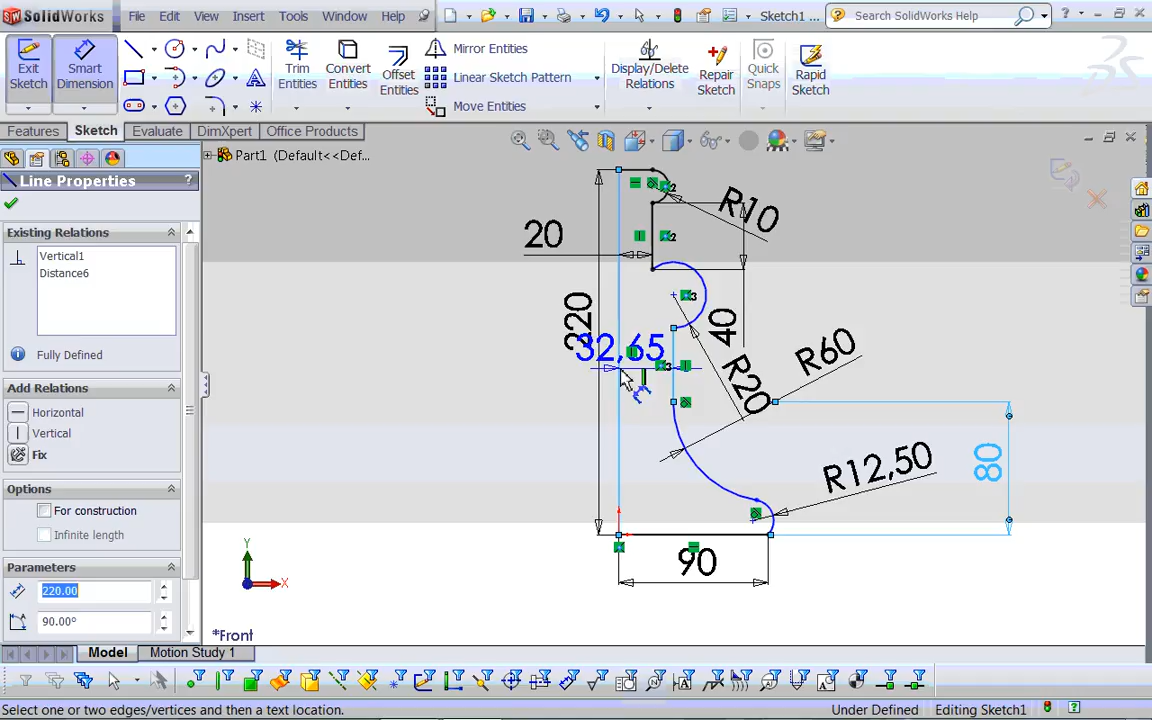 SolidWorks
File Edit View Insert Tools Window Help
Sketch1 ...
Search SolidWorks Help
Exit Sketch
Smart Dimension
Trim Entities
Convert Entities
Offset Entities
Mirror Entities
Linear Sketch Pattern
Move Entities
Display/Delete Relations
Repair Sketch
Quick Snaps
Rapid Sketch
Features Sketch Evaluate DimXpert Office Products
Part1 (Default<<Def...
Line Properties ?
Existing Relations
Vertical1
Distance6
Fully Defined
Add Relations
Horizontal
Vertical
Fix
Options
For construction
Infinite length
Parameters
220.00
90.00°
R10
20
220
40
32,65
R20
R60
R12,50
80
90
Y
X
*Front
Model Motion Study 1
Select one or two edges/vertices and then a text location.
Under Defined Editing Sketch1